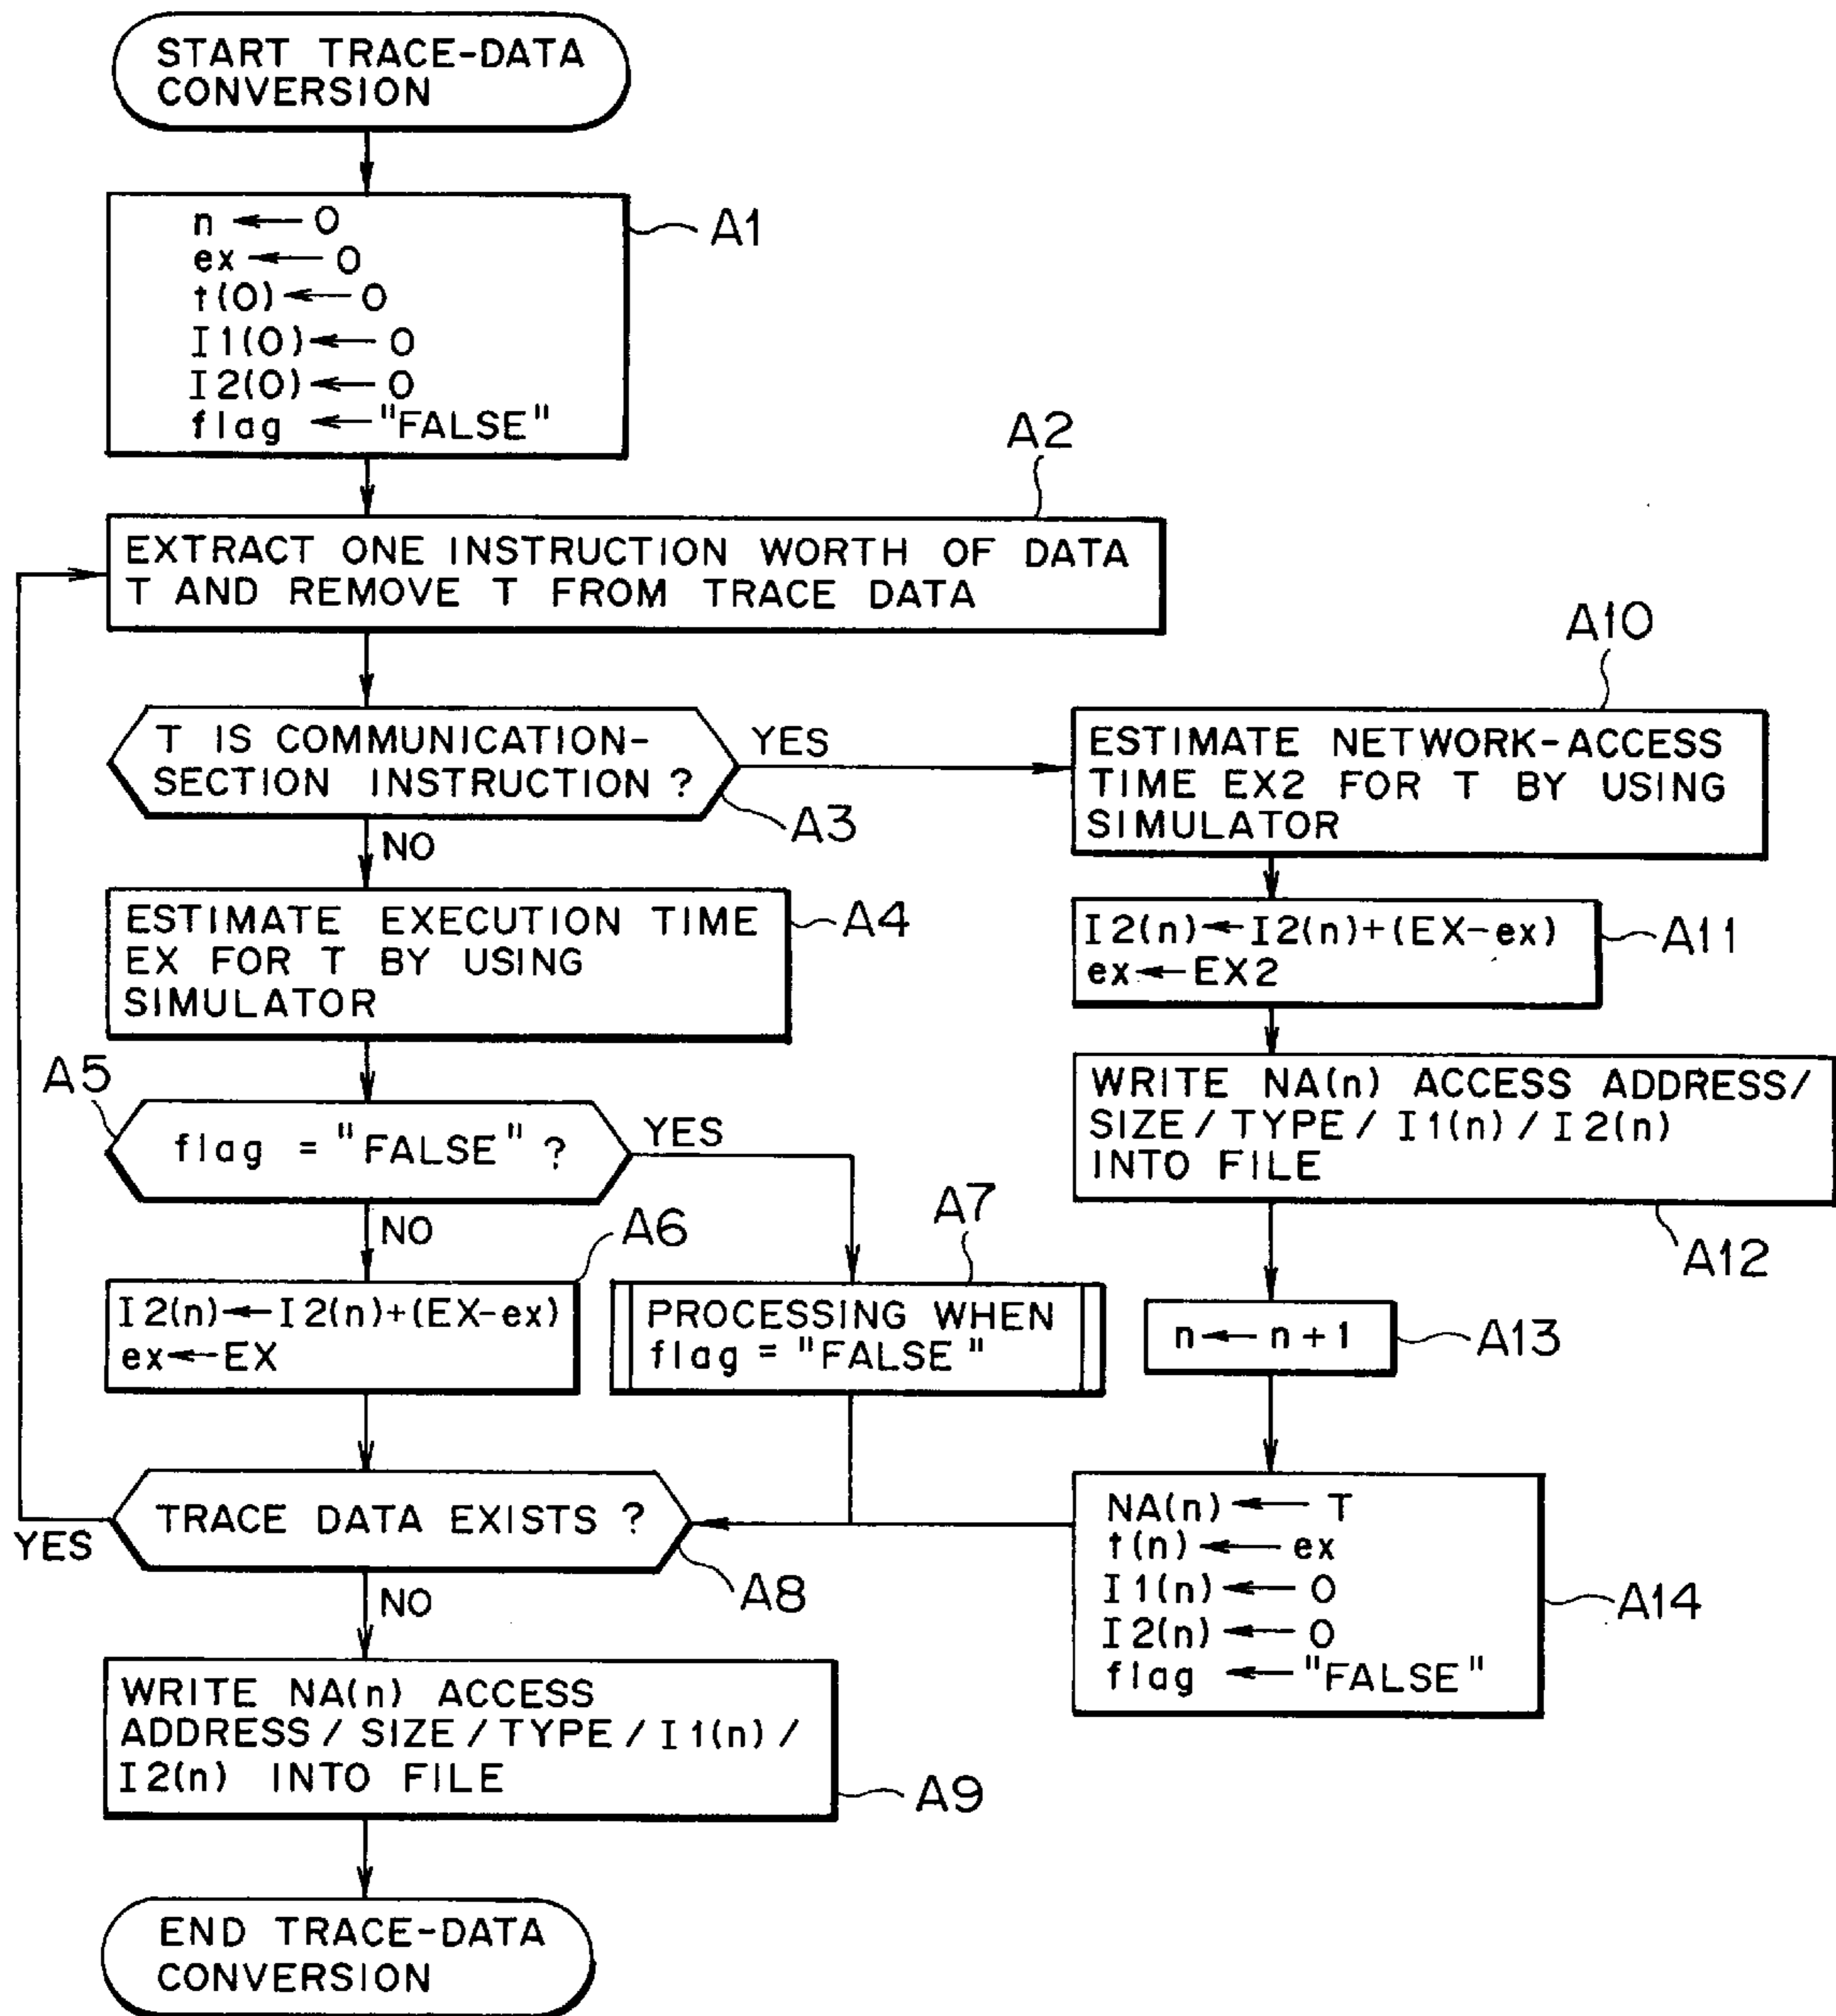 START TRACE-DATA
CONVERSION
n ← 0
ex ← 0
t(0) ← 0
I1(0) ← 0
I2(0) ← 0
flag ← "FALSE"
A1
A2
EXTRACT ONE INSTRUCTION WORTH OF DATA
T AND REMOVE T FROM TRACE DATA
T IS COMMUNICATION-
SECTION INSTRUCTION ?
YES
A3
NO
A10
ESTIMATE NETWORK-ACCESS
TIME EX2 FOR T BY USING
SIMULATOR
ESTIMATE EXECUTION TIME
EX FOR T BY USING
SIMULATOR
A4
I2(n)←I2(n)+(EX-ex)
ex←EX2
A11
A5
flag = "FALSE" ?
YES
NO
WRITE NA(n) ACCESS ADDRESS/
SIZE/TYPE/I1(n)/I2(n)
INTO FILE
A12
A6
I2(n)←I2(n)+(EX-ex)
ex←EX
A7
PROCESSING WHEN
flag = "FALSE"
n←n+1
A13
TRACE DATA EXISTS ?
YES
A8
NO
NA(n) ← T
t(n) ← ex
I1(n) ← 0
I2(n) ← 0
flag ← "FALSE"
A14
WRITE NA(n) ACCESS
ADDRESS/SIZE/TYPE/I1(n)/
I2(n) INTO FILE
A9
END TRACE-DATA
CONVERSION